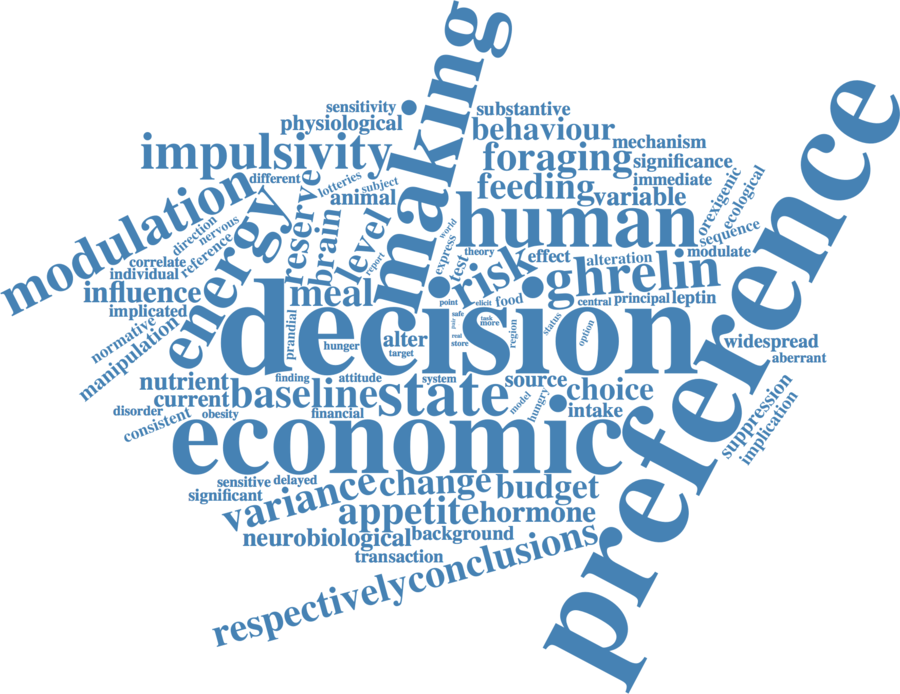 making
preference
sensitivity
substantive
physiological
behaviour
impulsivity
mechanism
foraging
significance
different
lotteries
subject
animal
feeding
immediate
variable
orexigenic
ecological
modulation
energy
reserve
brain
level
report
human
world
express
test
theory
risk
effect
alteration
sequence
modulate
direction
nervous
reference
correlate
individual
influence
implicated
normative
manipulation
meal
ghrelin
central
principal
leptin
point
elicit
food
decision
prandial
hunger
alter
target
safe
pair
real
store
task
more
region
status
option
widespread
aberrant
nutrient
finding
attitude
system
source
current
baseline
state
model
hungry
choice
intake
disorder
consistent
obesity
financial
suppression
implication
economic
sensitive
delayed
significant
variance
change
budget
appetite
hormone
neurobiological
background
transaction
respectively
conclusions